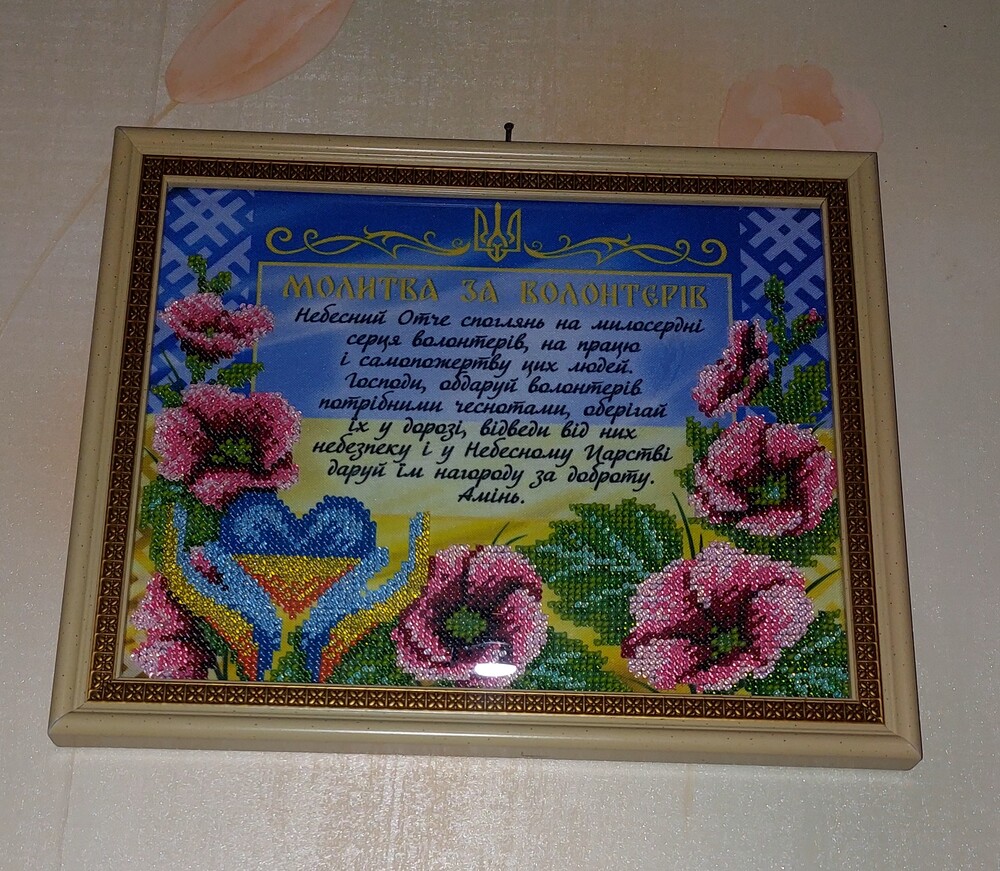 МОЛИТВА ЗА ВОЛОНТЕРІВ
Небесний Отче споглянь на милосердні
серця волонтерів, на працю
і самопожертву цих людей.
Господи, обдаруй волонтерів
потрібними чеснотами, оберігай
їх у дорозі, відведи від них
небезпеку і у Небесному Царстві
даруй їм нагороду за доброту.
Амінь.